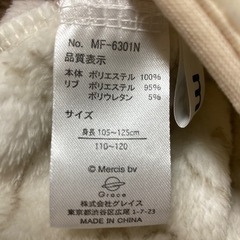 No. MF-6301N
品質表示
本体 ポリエステル 100%
リブ ポリエステル 95%
ポリウレタン 5%
サイズ
身長 105~125cm
110~120
© Mercis bv
Grace
株式会社グレイス
東京都渋谷区広尾1-7-23
MADE IN CHINA